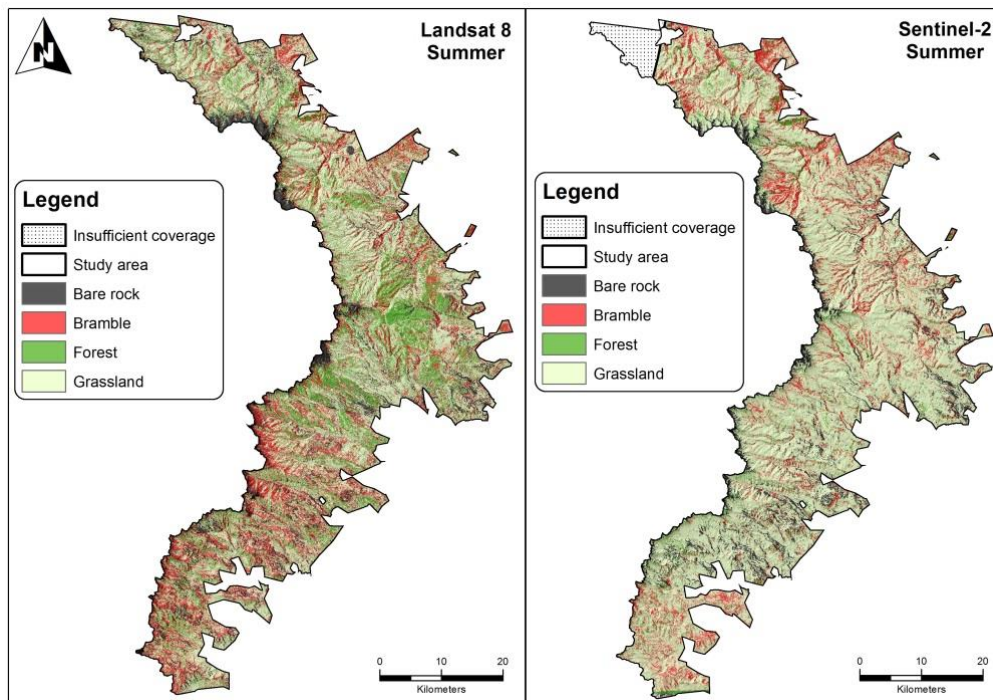 N
Landsat 8
Summer
Legend
Insufficient coverage
Study area
Bare rock
Bramble
Forest
Grassland
0 10 20
Kilometers
Sentinel-2
Summer
Legend
Insufficient coverage
Study area
Bare rock
Bramble
Forest
Grassland
0 10 20
Kilometers